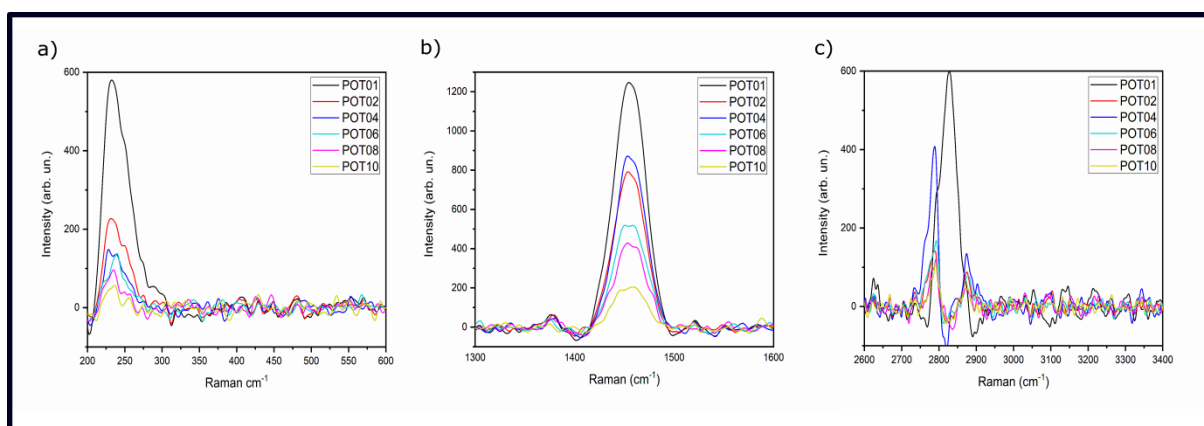 a)
600
400
200
0
200 250 300 350 400 450 500 550 600
Intensity (arb. un.)
Raman cm⁻¹
POT01
POT02
POT04
POT06
POT08
POT10
b)
1200
1000
800
600
400
200
0
1300 1400 1500 1600
Intensity (arb. un.)
Raman (cm⁻¹)
POT01
POT02
POT04
POT06
POT08
POT10
c)
600
400
200
0
2600 2700 2800 2900 3000 3100 3200 3300 3400
Intensity (arb. un.)
Raman (cm⁻¹)
POT01
POT02
POT04
POT06
POT08
POT10